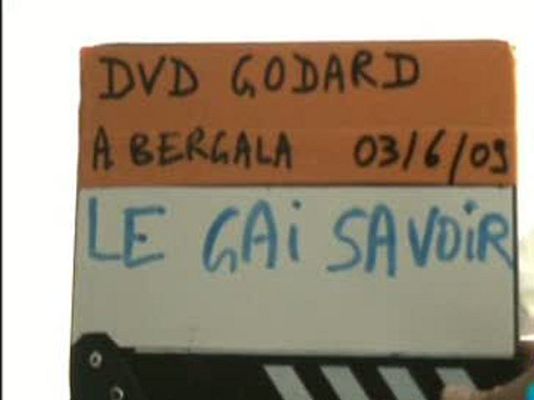 DVD GODARD
A BERGALA 03/6/09
LE GAi SAVOiR